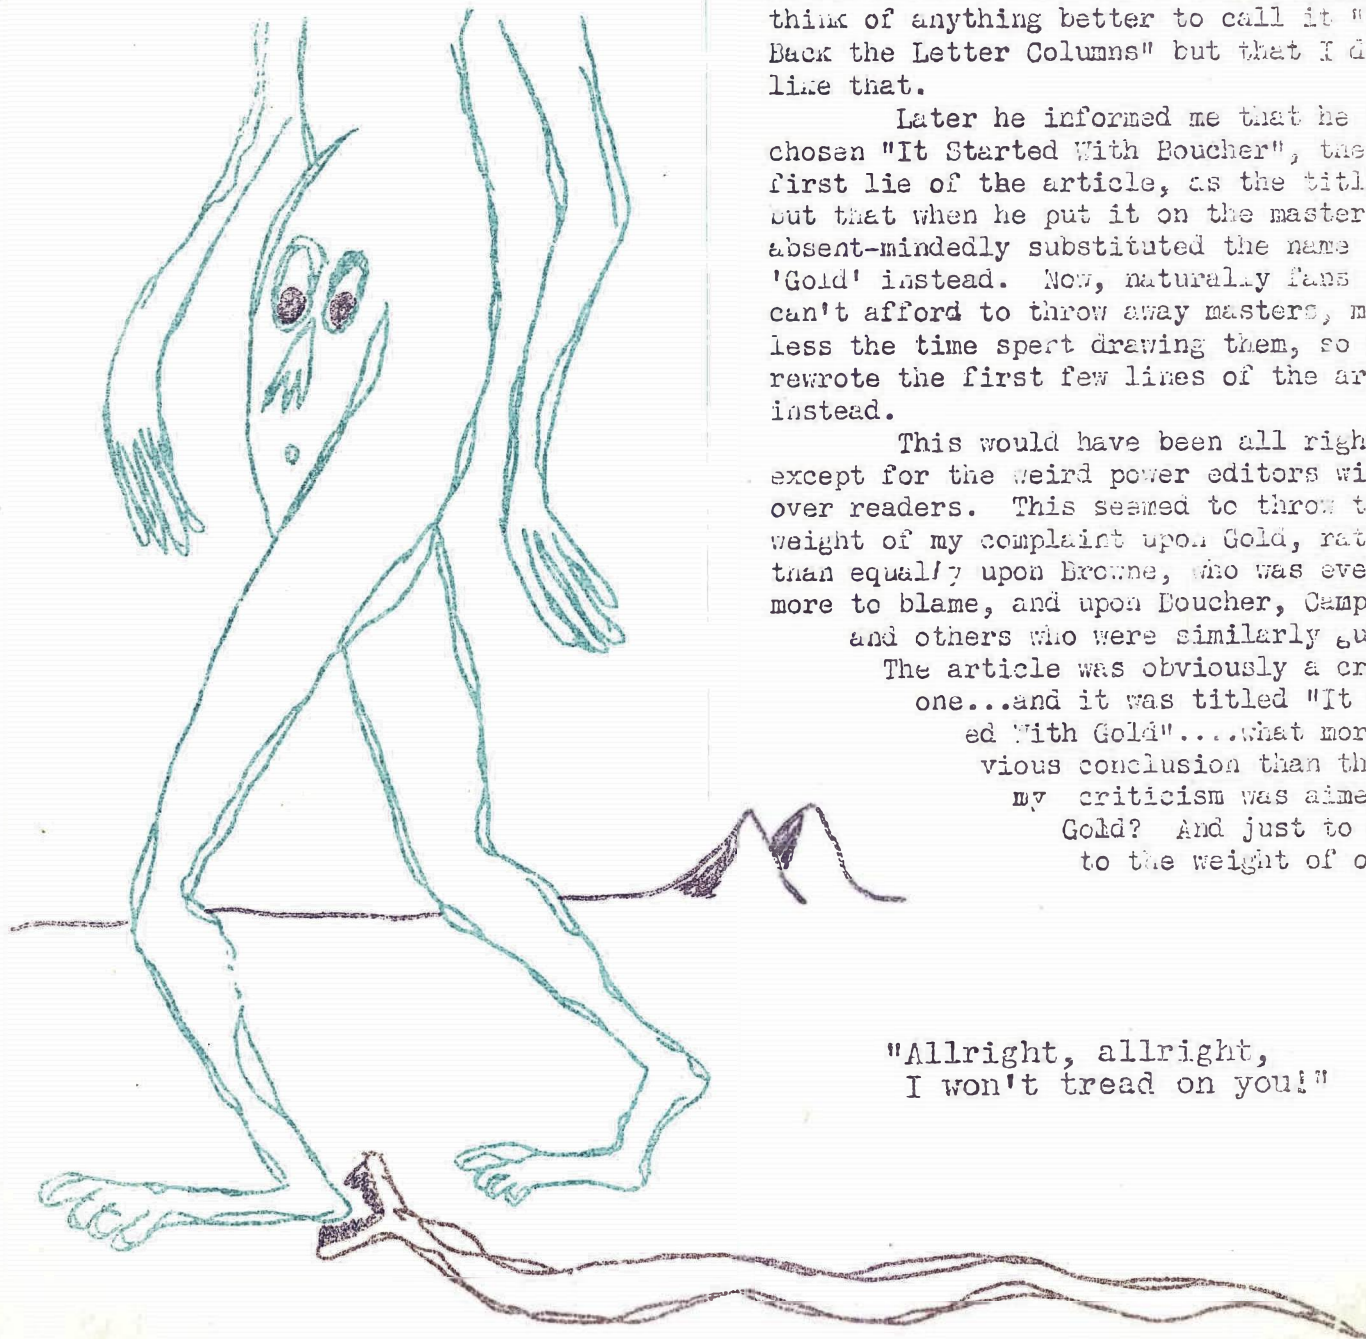 think of anything better to call it "
Back the Letter Columns" but that I d
like that.
Later he informed me that he
chosen "It Started With Boucher", the
first lie of the article, as the titl
but that when he put it on the master
absent-mindedly substituted the name
'Gold' instead.  Now, naturally fans
can't afford to throw away masters, m
less the time spert drawing them, so
rewrote the first few lines of the ar
instead.
This would have been all righ
except for the weird power editors wi
over readers.  This seemed to throw t
weight of my complaint upon Gold, rat
than equally upon Browne, who was eve
more to blame, and upon Boucher, Camp
and others who were similarly gu
The article was obviously a cr
one...and it was titled "It
ed With Gold"....what mor
vious conclusion than th
my criticism was aime
Gold?  And just to
to the weight of o
"Allright, allright,
I won't tread on you!"